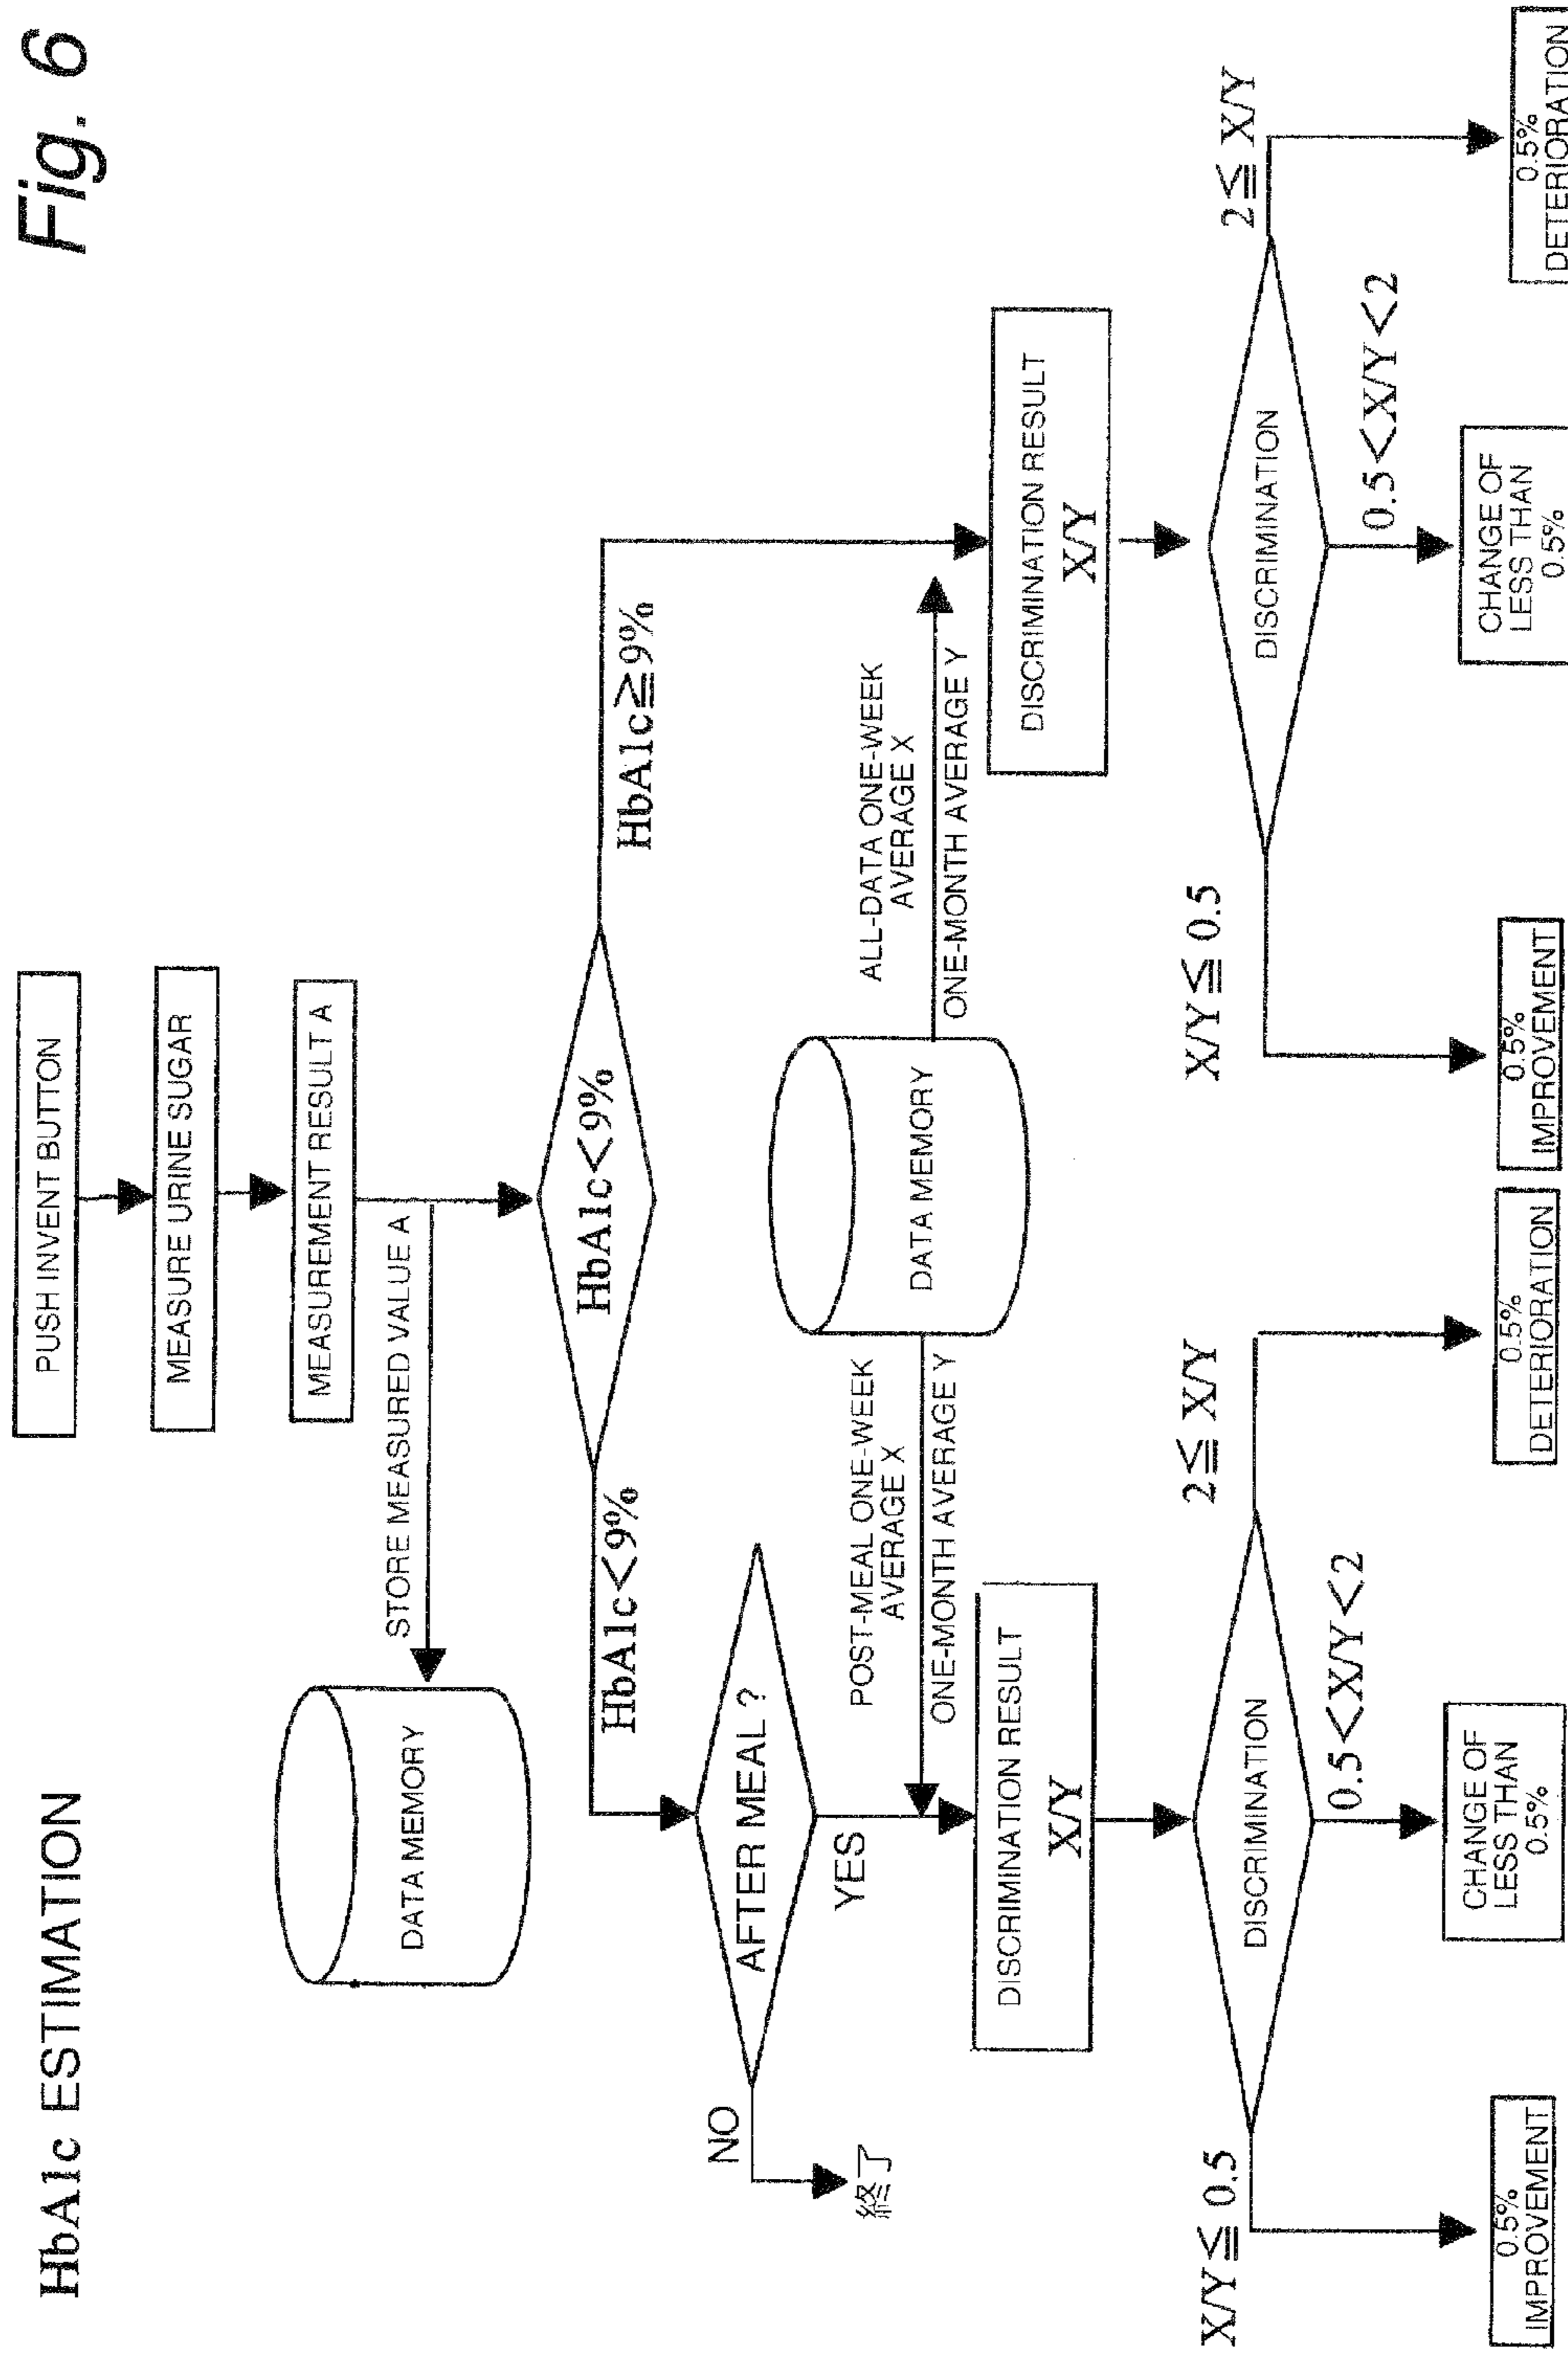 Fig. 6
HbA1c ESTIMATION
PUSH INVENT BUTTON
MEASURE URINE SUGAR
MEASUREMENT RESULT A
STORE MEASURED VALUE A
DATA MEMORY
HbA1c<9%
HbA1c<9%
HbA1c≧9%
AFTER MEAL ?
NO
終了
YES
POST-MEAL ONE-WEEK
AVERAGE X
ONE-MONTH AVERAGE Y
DATA MEMORY
ALL-DATA ONE-WEEK
AVERAGE X
ONE-MONTH AVERAGE Y
DISCRIMINATION RESULT
X/Y
DISCRIMINATION
X/Y≦0.5
0.5<X/Y<2
2≦X/Y
0.5%
IMPROVEMENT
CHANGE OF
LESS THAN
0.5%
0.5%
DETERIORATION
DISCRIMINATION RESULT
X/Y
DISCRIMINATION
X/Y≦0.5
0.5<X/Y<2
2≦X/Y
0.5%
IMPROVEMENT
CHANGE OF
LESS THAN
0.5%
0.5%
DETERIORATION